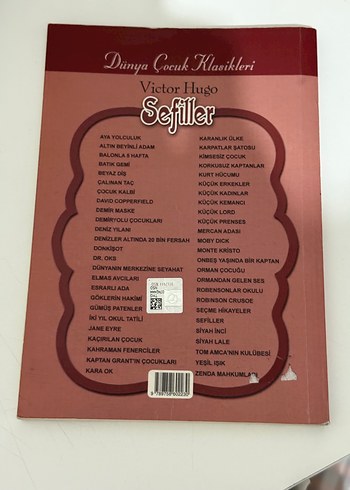 Dünya Çocuk Klasikleri
Victor Hugo
Sefiller
AYA YOLCULUK
ALTIN BEYİNLİ ADAM
BALONLA 5 HAFTA
BATIK GEMİ
BEYAZ DİŞ
ÇALINAN TAÇ
ÇOCUK KALBİ
DAVID COPPERFIELD
DEMİR MASKE
DEMİRYOLU ÇOCUKLARI
DENİZ YILANI
DENİZLER ALTINDA 20 BİN FERSAH
DONKİŞOT
DR. OKS
DÜNYANIN MERKEZİNE SEYAHAT
ELMAS AVCILARI
ESRARLI ADA
GÖKLERİN HAKİMİ
GÜMÜŞ PATENLER
İKİ YIL OKUL TATİLİ
JANE EYRE
KAÇIRILAN ÇOCUK
KAHRAMAN FENERCİLER
KAPTAN GRANT'IN ÇOCUKLARI
KARA OK
KARANLIK ÜLKE
KARPATLAR ŞATOSU
KİMSESİZ ÇOCUK
KORKUSUZ KAPTANLAR
KURT HÜCUMU
KÜÇÜK ERKEKLER
KÜÇÜK KADINLAR
KÜÇÜK KEMANCI
KÜÇÜK LORD
KÜÇÜK PRENSES
MERCAN ADASI
MOBY DICK
MONTE KRİSTO
ONBEŞ YAŞINDA BİR KAPTAN
ORMAN ÇOCUĞU
ORMANDAN GELEN SES
ROBENSONLAR OKULU
ROBINSON CRUSOE
SEÇME HİKAYELER
SEFİLLER
SİYAH İNCİ
SİYAH LALE
TOM AMCA'NIN KULÜBESİ
YEŞİL IŞIK
ZENDA MAHKUMLARI